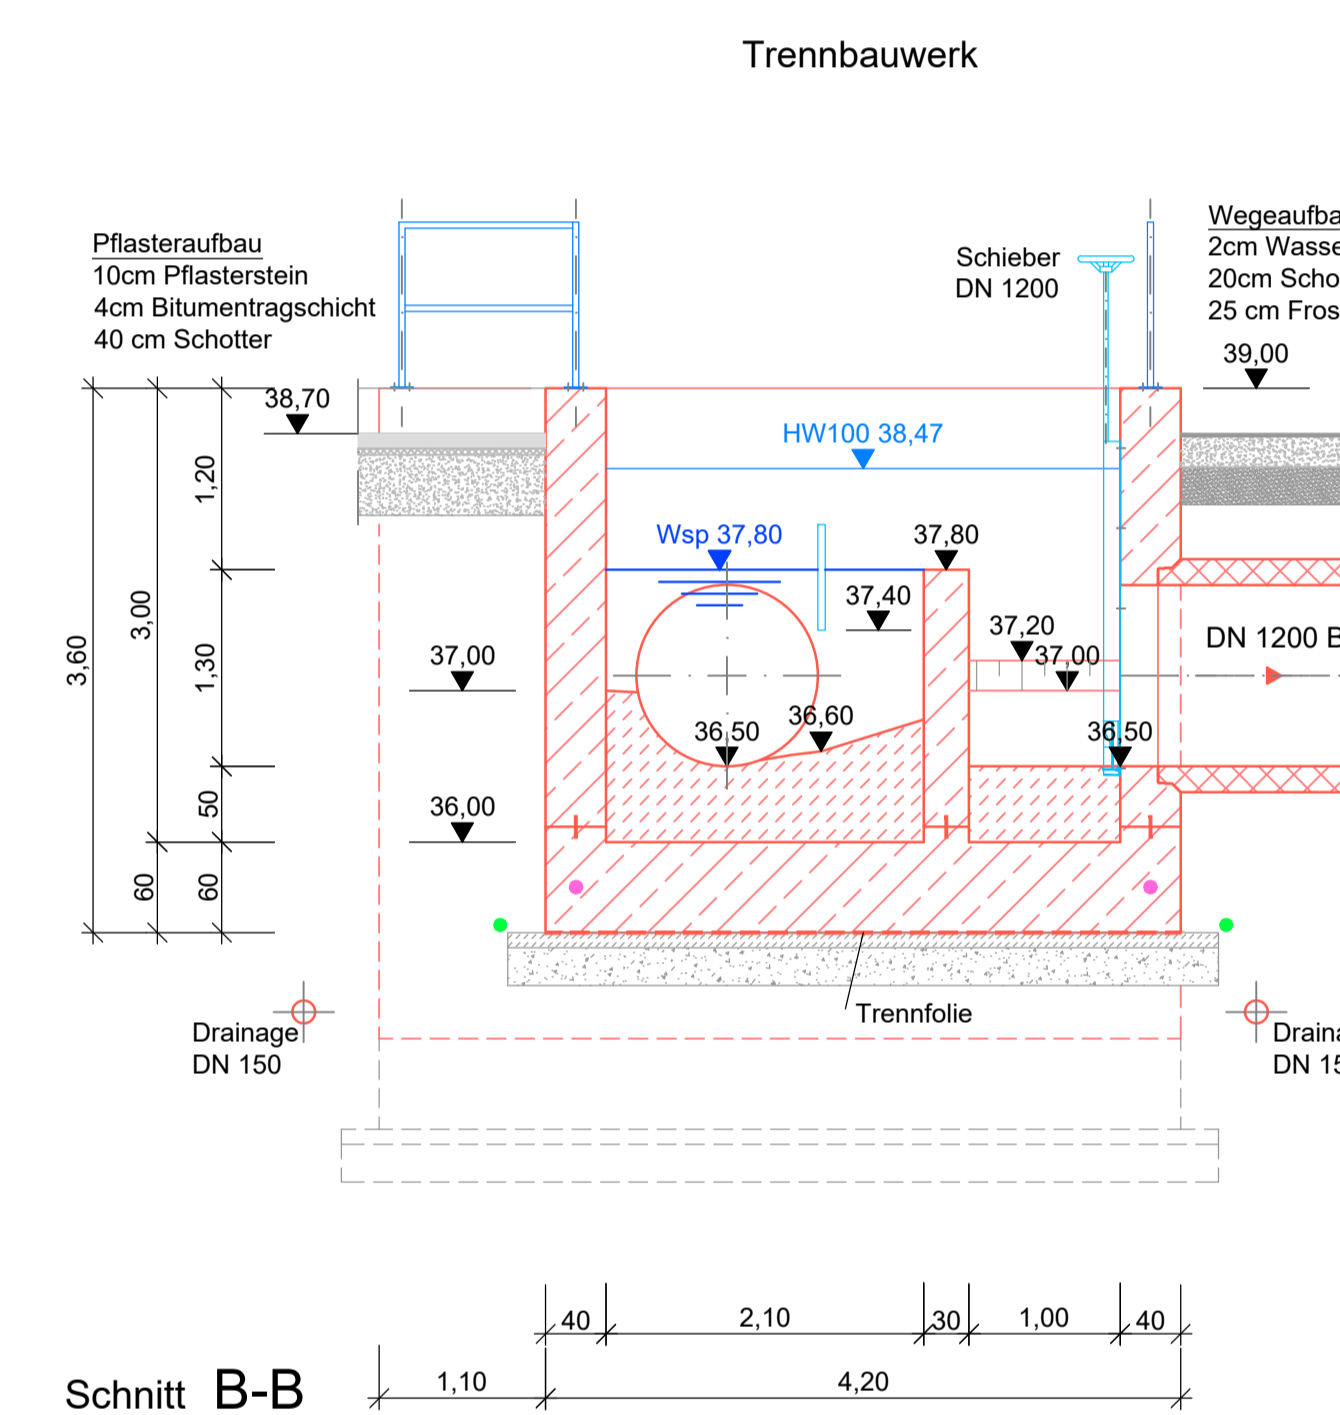 Trennbauwerk
Pflasteraufbau
10cm Pflasterstein
4cm Bitumentragschicht
40 cm Schotter
Schieber
DN 1200
2cm
20cm
25 cm
39,00
38,70
HW100 38,47
Wsp 37,80
37,80
37,40
37,20
37,00
37,00
36,60
36,50
36,50
36,00
3,60
3,00
60
1,20
1,30
50
60
DN 1200
Trennfolie
Drainage
DN 150
DN
40
2,10
30
1,00
40
1,10
4,20
Schnitt B-B